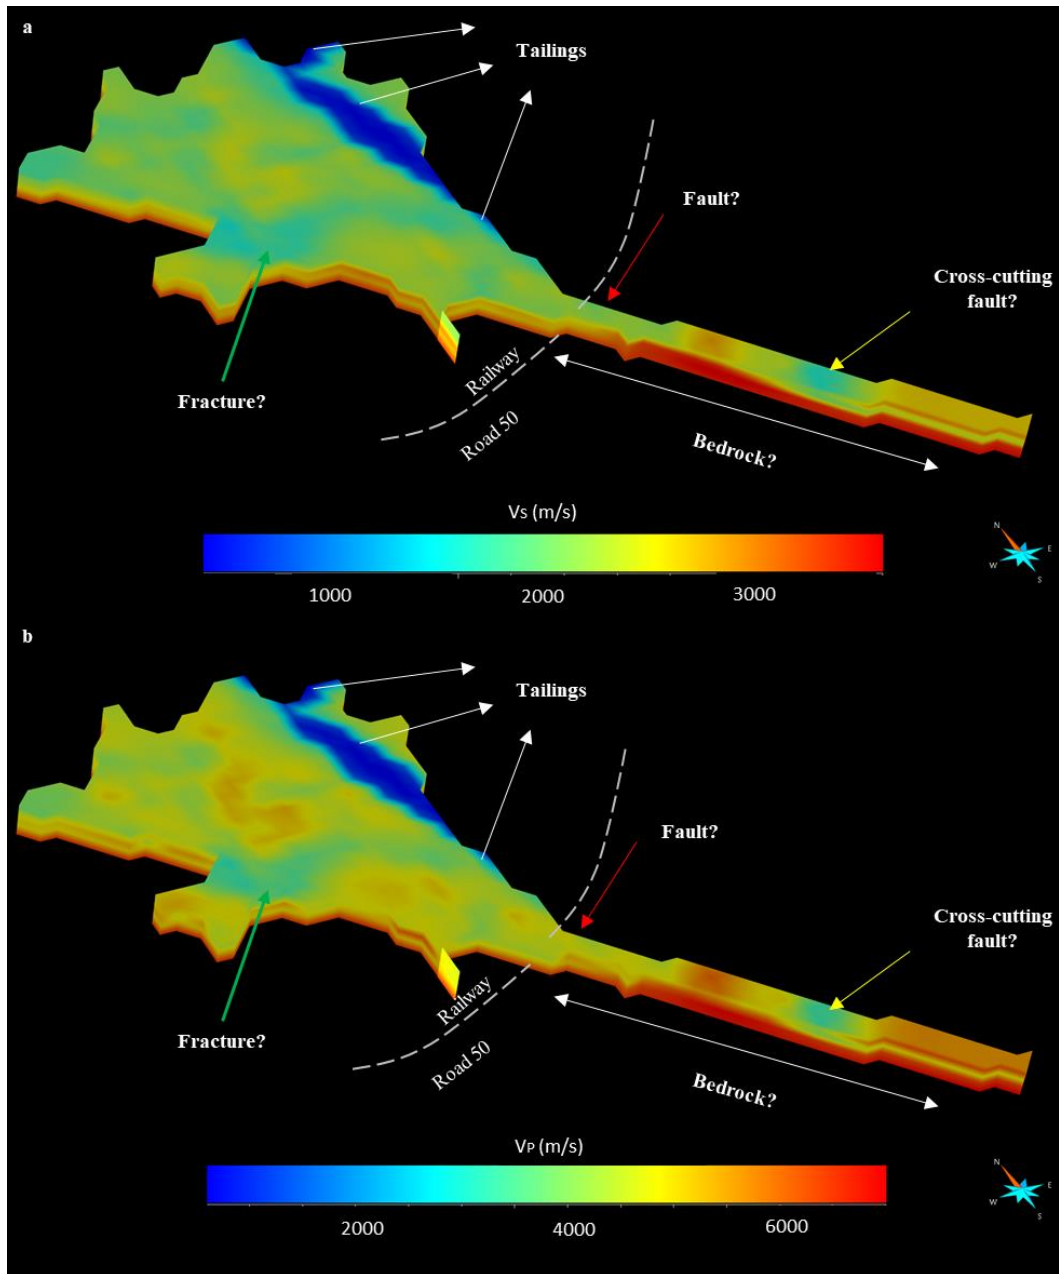 a
Tailings
Fault?
Cross-cutting
fault?
Fracture?
Railway
Road 50
Bedrock?
VS (m/s)
1000 2000 3000
N
E
W
S
b
Tailings
Fault?
Cross-cutting
fault?
Fracture?
Railway
Road 50
Bedrock?
VP (m/s)
2000 4000 6000
N
E
W
S